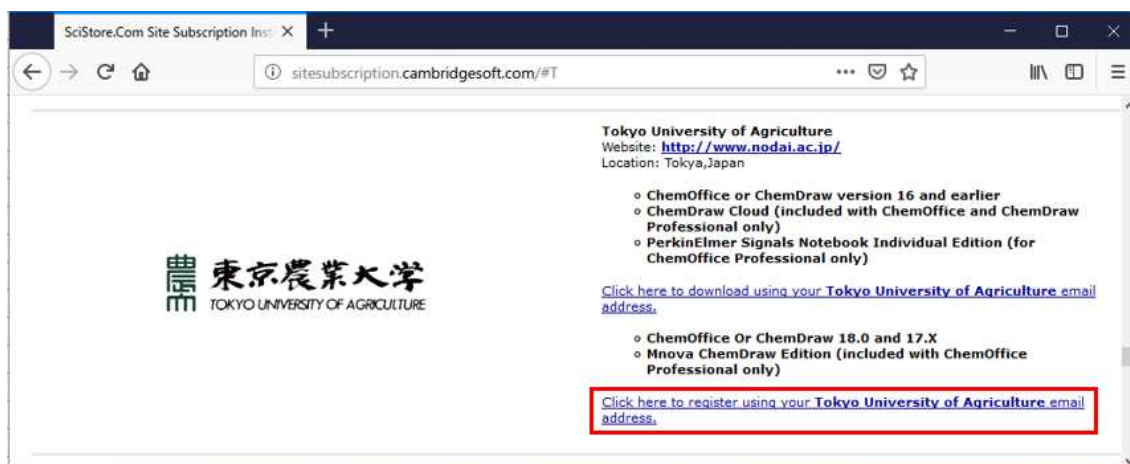 SciStore.Com Site Subscription Inst
sitesubscription.cambridgesoft.com/#T
Tokyo University of Agriculture
Website: http://www.nodai.ac.jp/
Location: Tokya,Japan
ChemOffice or ChemDraw version 16 and earlier
ChemDraw Cloud (included with ChemOffice and ChemDraw
Professional only)
PerkinElmer Signals Notebook Individual Edition (for
ChemOffice Professional only)
東京農業大学
TOKYO UNIVERSITY OF AGRICULTURE
Click here to download using your Tokyo University of Agriculture email
address.
ChemOffice Or ChemDraw 18.0 and 17.X
Mnova ChemDraw Edition (included with ChemOffice
Professional only)
Click here to register using your Tokyo University of Agriculture email
address.